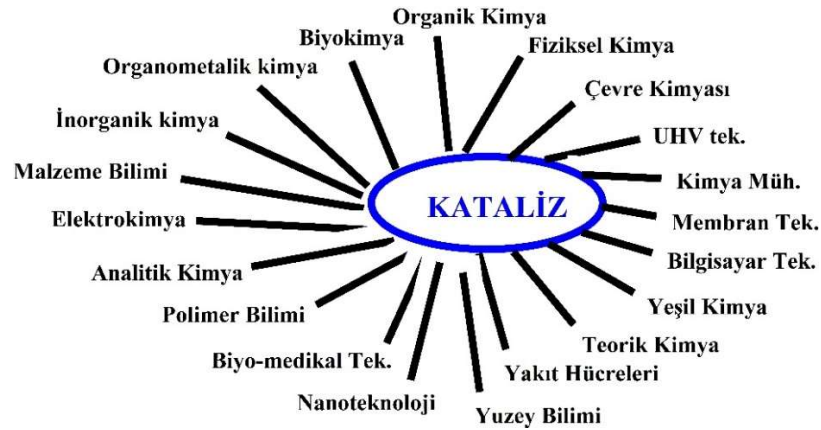 Organik Kimya
Biyokimya
Fiziksel Kimya
Organometalik kimya
Çevre Kimyası
İnorganik kimya
UHV tek.
Malzeme Bilimi
Kimya Müh.
KATALİZ
Elektrokimya
Membran Tek.
Analitik Kimya
Bilgisayar Tek.
Polimer Bilimi
Yeşil Kimya
Biyo-medikal Tek.
Teorik Kimya
Nanoteknoloji
Yakıt Hücreleri
Yuzey Bilimi